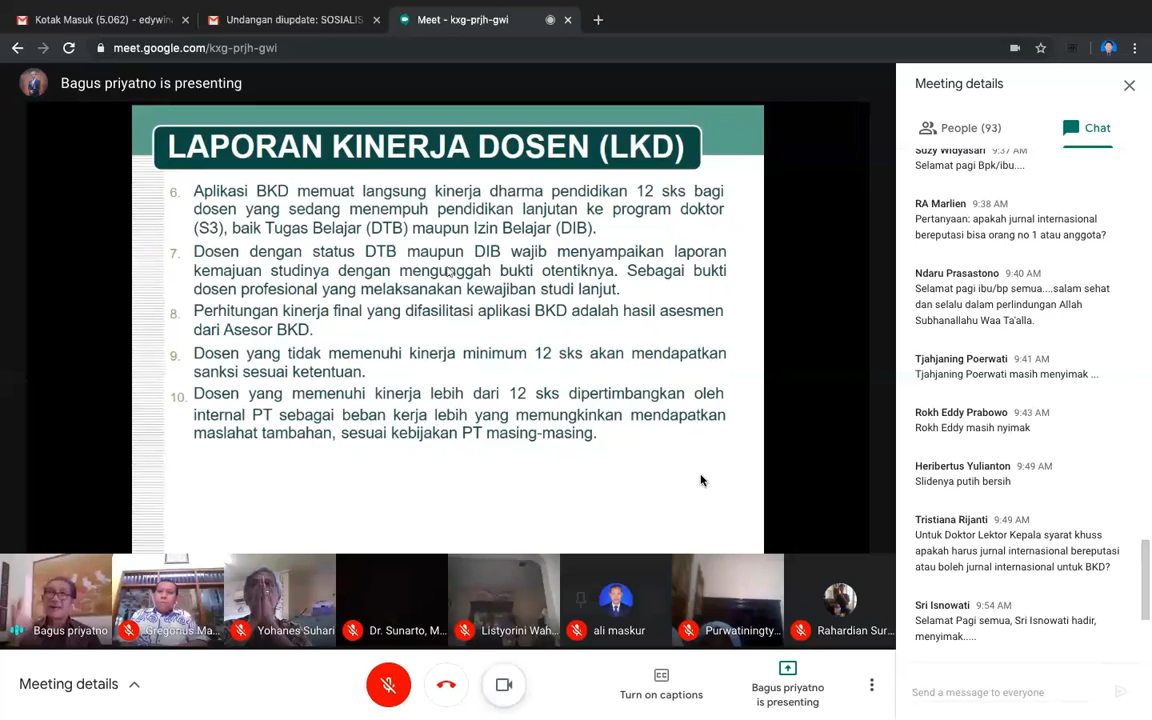 Kotak Masuk (5.062) - edywin
Undangan diupdate: SOSIALIS
Meet - kxg-prjh-gwi
meet.google.com/kxg-prjh-gwi
Bagus priyatno is presenting
LAPORAN KINERJA DOSEN (LKD)
6. Aplikasi BKD memuat langsung kinerja dharma pendidikan 12 sks bagi
dosen yang sedang menempuh pendidikan lanjutan ke program doktor
(S3), baik Tugas Belajar (DTB) maupun Izin Belajar (DIB).
7. Dosen dengan status DTB maupun DIB wajib menyampaikan laporan
kemajuan studinya dengan mengunggah bukti otentiknya. Sebagai bukti
dosen profesional yang melaksanakan kewajiban studi lanjut.
8. Perhitungan kinerja final yang difasilitasi aplikasi BKD adalah hasil asesmen
dari Asesor BKD.
9. Dosen yang tidak memenuhi kinerja minimum 12 sks akan mendapatkan
sanksi sesuai ketentuan.
10. Dosen yang memenuhi kinerja lebih dari 12 sks dipertimbangkan oleh
internal PT sebagai beban kerja lebih yang memungkinkan mendapatkan
maslahat tambahan, sesuai kebijakan PT masing-masing.
Bagus priyatno
Gregorius Ma...
Yohanes Suhari
Dr. Sunarto, M...
Listyorini Wah...
ali maskur
Purwatiningty...
Rahardian Sur...
Meeting details
Turn on captions
Bagus priyatno
is presenting
Meeting details
People (93)
Chat
Suzy Widyasari 9:37 AM
Selamat pagi Bpk/ibu....
RA Marlien 9:38 AM
Pertanyaan: apakah jurnal internasional
bereputasi bisa orang no 1 atau anggota?
Ndaru Prasastono 9:40 AM
Selamat pagi ibu/bp semua....salam sehat
dan selalu dalam perlindungan Allah
Subhanallahu Waa Ta'alla.
Tjahjaning Poerwati 9:41 AM
Tjahjaning Poerwati masih menyimak ...
Rokh Eddy Prabowo 9:43 AM
Rokh Eddy masih nyimak
Heribertus Yulianton 9:49 AM
Slidenya putih bersih
Tristiana Rijanti 9:49 AM
Untuk Doktor Lektor Kepala syarat khuss
apakah harus jurnal internasional bereputasi
atau boleh jurnal internasional untuk BKD?
Sri Isnowati 9:54 AM
Selamat Pagi semua, Sri Isnowati hadir,
menyimak.....
Send a message to everyone